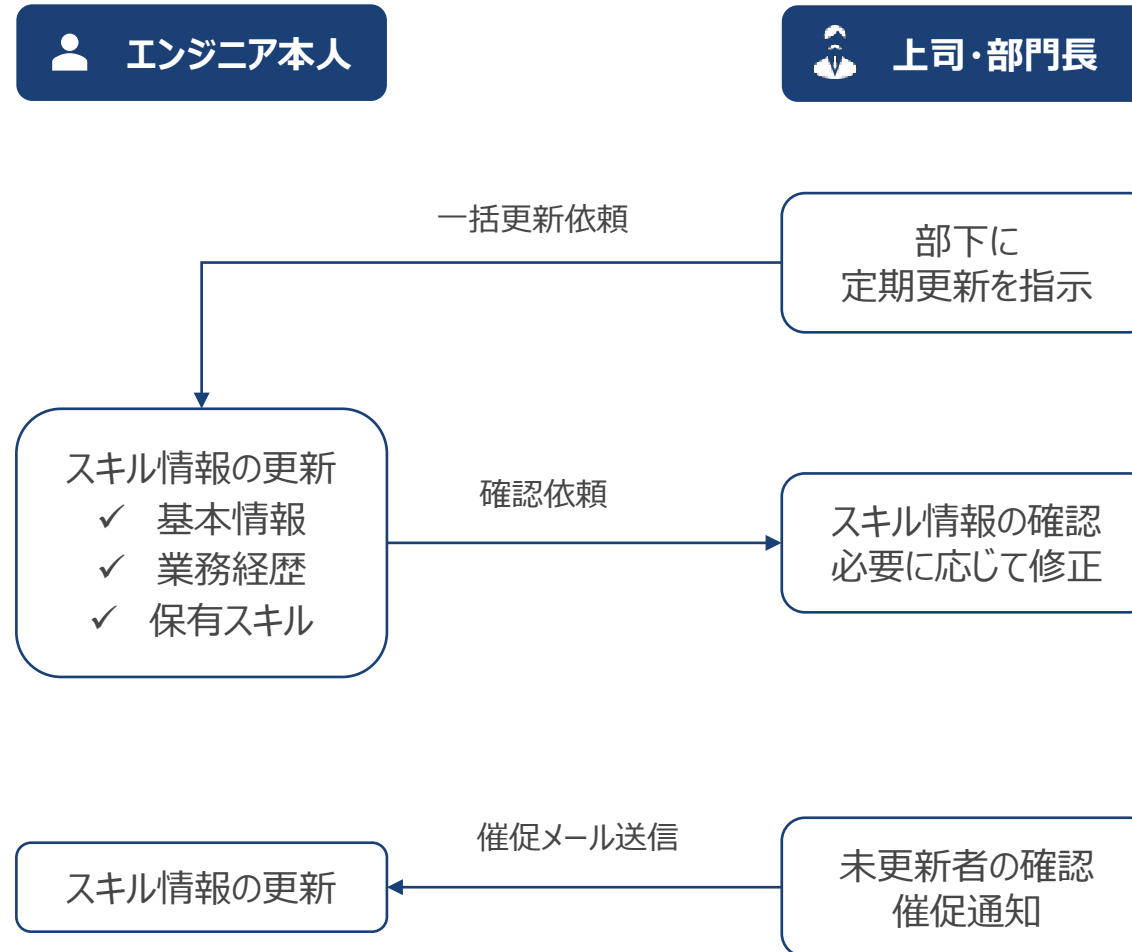 エンジニア本人
上司・部門長
一括更新依頼
部下に
定期更新を指示
スキル情報の更新
✓ 基本情報
✓ 業務経歴
✓ 保有スキル
確認依頼
スキル情報の確認
必要に応じて修正
催促メール送信
スキル情報の更新
未更新者の確認
催促通知